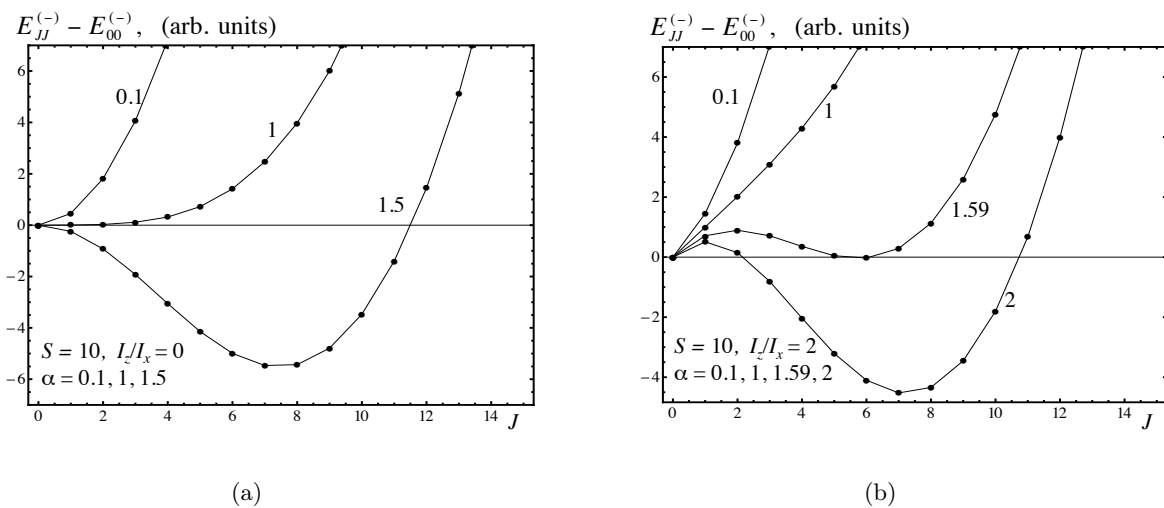 E_{JJ}^{(−)} − E_{00}^{(−)}, (arb. units)
6
4
2
0
−2
−4
−6
0.1
1
1.5
S = 10, I_z/I_x = 0
α = 0.1, 1, 1.5
0 2 4 6 8 10 12 14
J
(a)
E_{JJ}^{(−)} − E_{00}^{(−)}, (arb. units)
6
4
2
0
−2
−4
0.1
1
1.59
2
S = 10, I_z/I_x = 2
α = 0.1, 1, 1.59, 2
0 2 4 6 8 10 12 14
J
(b)